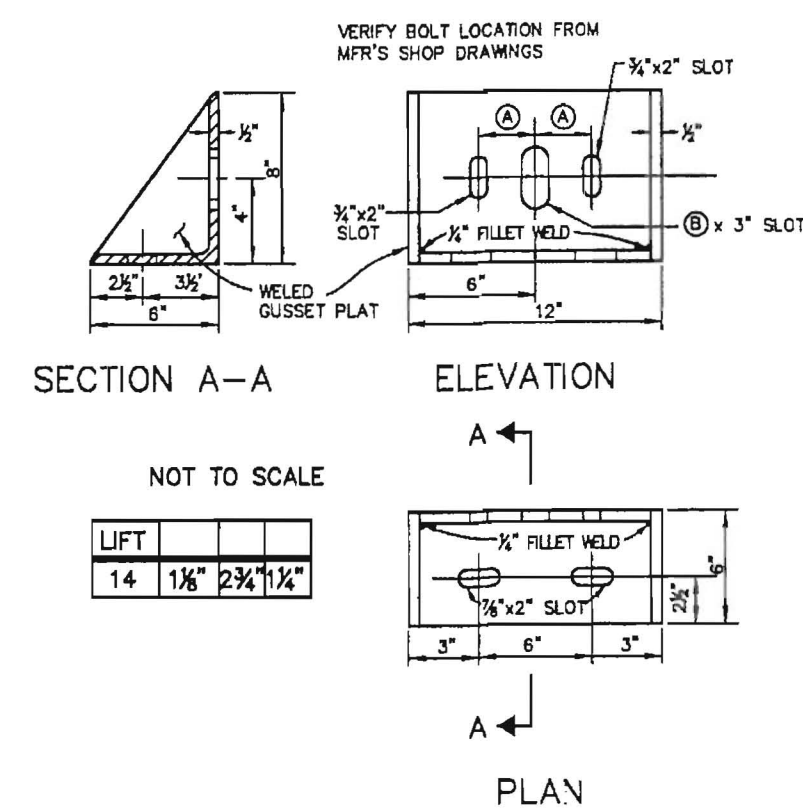 VERIFY BOLT LOCATION FROM
MFR'S SHOP DRAWINGS
¾"x2" SLOT
A
A
½"
½"
8"
4"
¾"x2"
SLOT
B x 3" SLOT
¼" FILLET WELD
2½"
3½'
6"
WELED
GUSSET PLAT
6"
12"
SECTION A-A
ELEVATION
A
NOT TO SCALE
LIFT
14 1⅛" 2¾" 1¼"
¼" FILLET WELD
⅞"x2" SLOT
6"
2½"
3"
6"
3"
A
PLAN